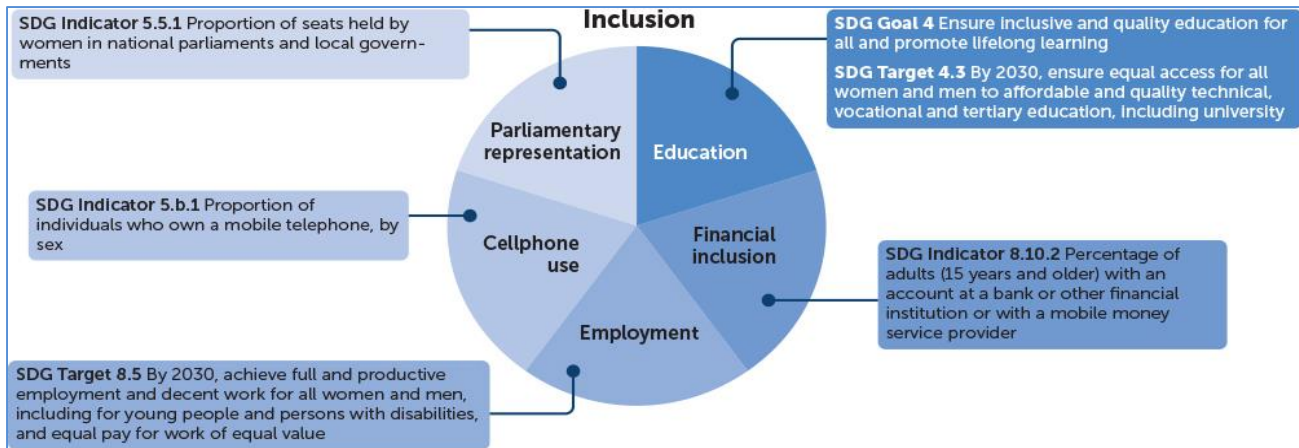 Inclusion
SDG Indicator 5.5.1 Proportion of seats held by
women in national parliaments and local govern-
ments
SDG Goal 4 Ensure inclusive and quality education for
all and promote lifelong learning
SDG Target 4.3 By 2030, ensure equal access for all
women and men to affordable and quality technical,
vocational and tertiary education, including university
Parliamentary
representation
Education
SDG Indicator 5.b.1 Proportion of
individuals who own a mobile telephone, by
sex
Cellphone
use
Financial
inclusion
SDG Indicator 8.10.2 Percentage of
adults (15 years and older) with an
account at a bank or other financial
institution or with a mobile money
service provider
Employment
SDG Target 8.5 By 2030, achieve full and productive
employment and decent work for all women and men,
including for young people and persons with disabilities,
and equal pay for work of equal value